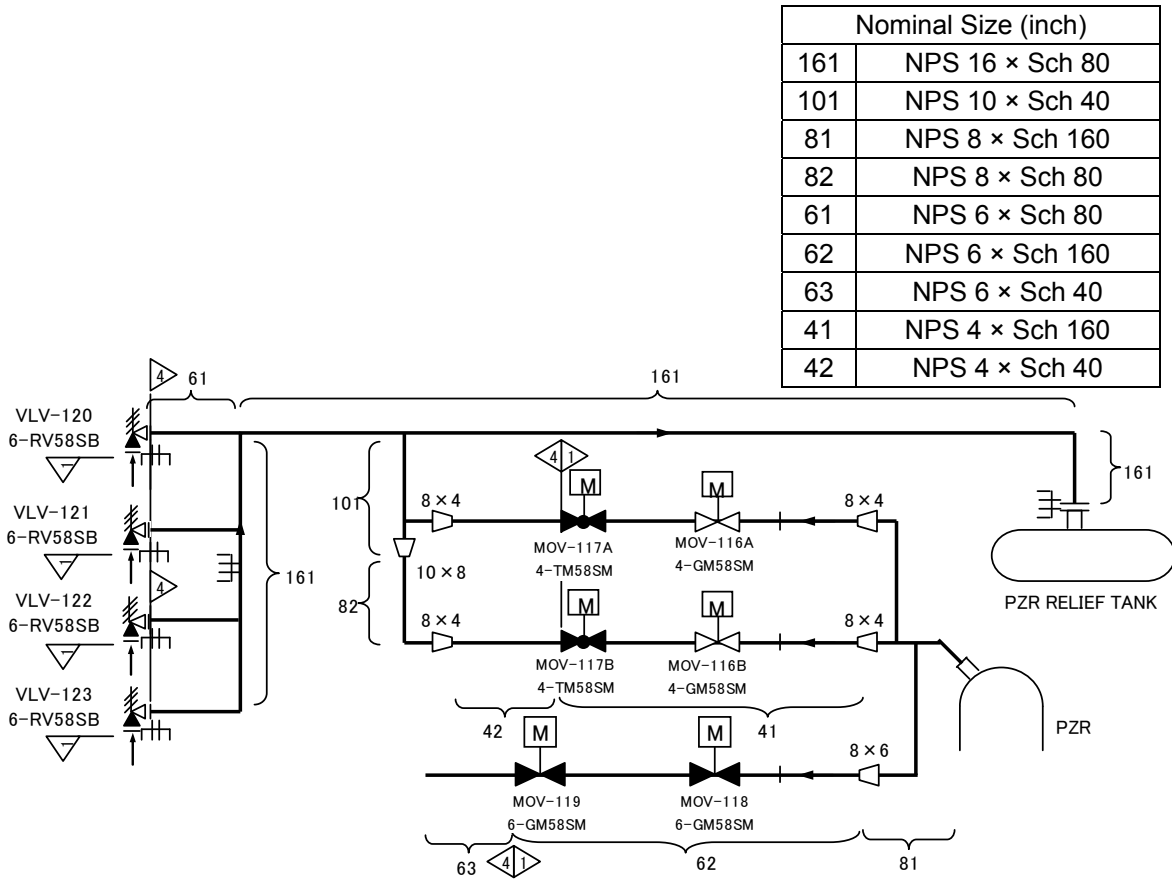 Nominal Size (inch)
161 NPS 16 × Sch 80
101 NPS 10 × Sch 40
81 NPS 8 × Sch 160
82 NPS 8 × Sch 80
61 NPS 6 × Sch 80
62 NPS 6 × Sch 160
63 NPS 6 × Sch 40
41 NPS 4 × Sch 160
42 NPS 4 × Sch 40
4
61
161
VLV-120
6-RV58SB
1
VLV-121
6-RV58SB
1
4
VLV-122
6-RV58SB
1
VLV-123
6-RV58SB
1
161
101
82
10×8
8×4
4 1
M
MOV-117A
4-TM58SM
M
MOV-116A
4-GM58SM
8×4
161
PZR RELIEF TANK
8×4
M
MOV-117B
4-TM58SM
M
MOV-116B
4-GM58SM
8×4
PZR
42
41
M
MOV-119
6-GM58SM
M
MOV-118
6-GM58SM
8×6
63
4 1
62
81